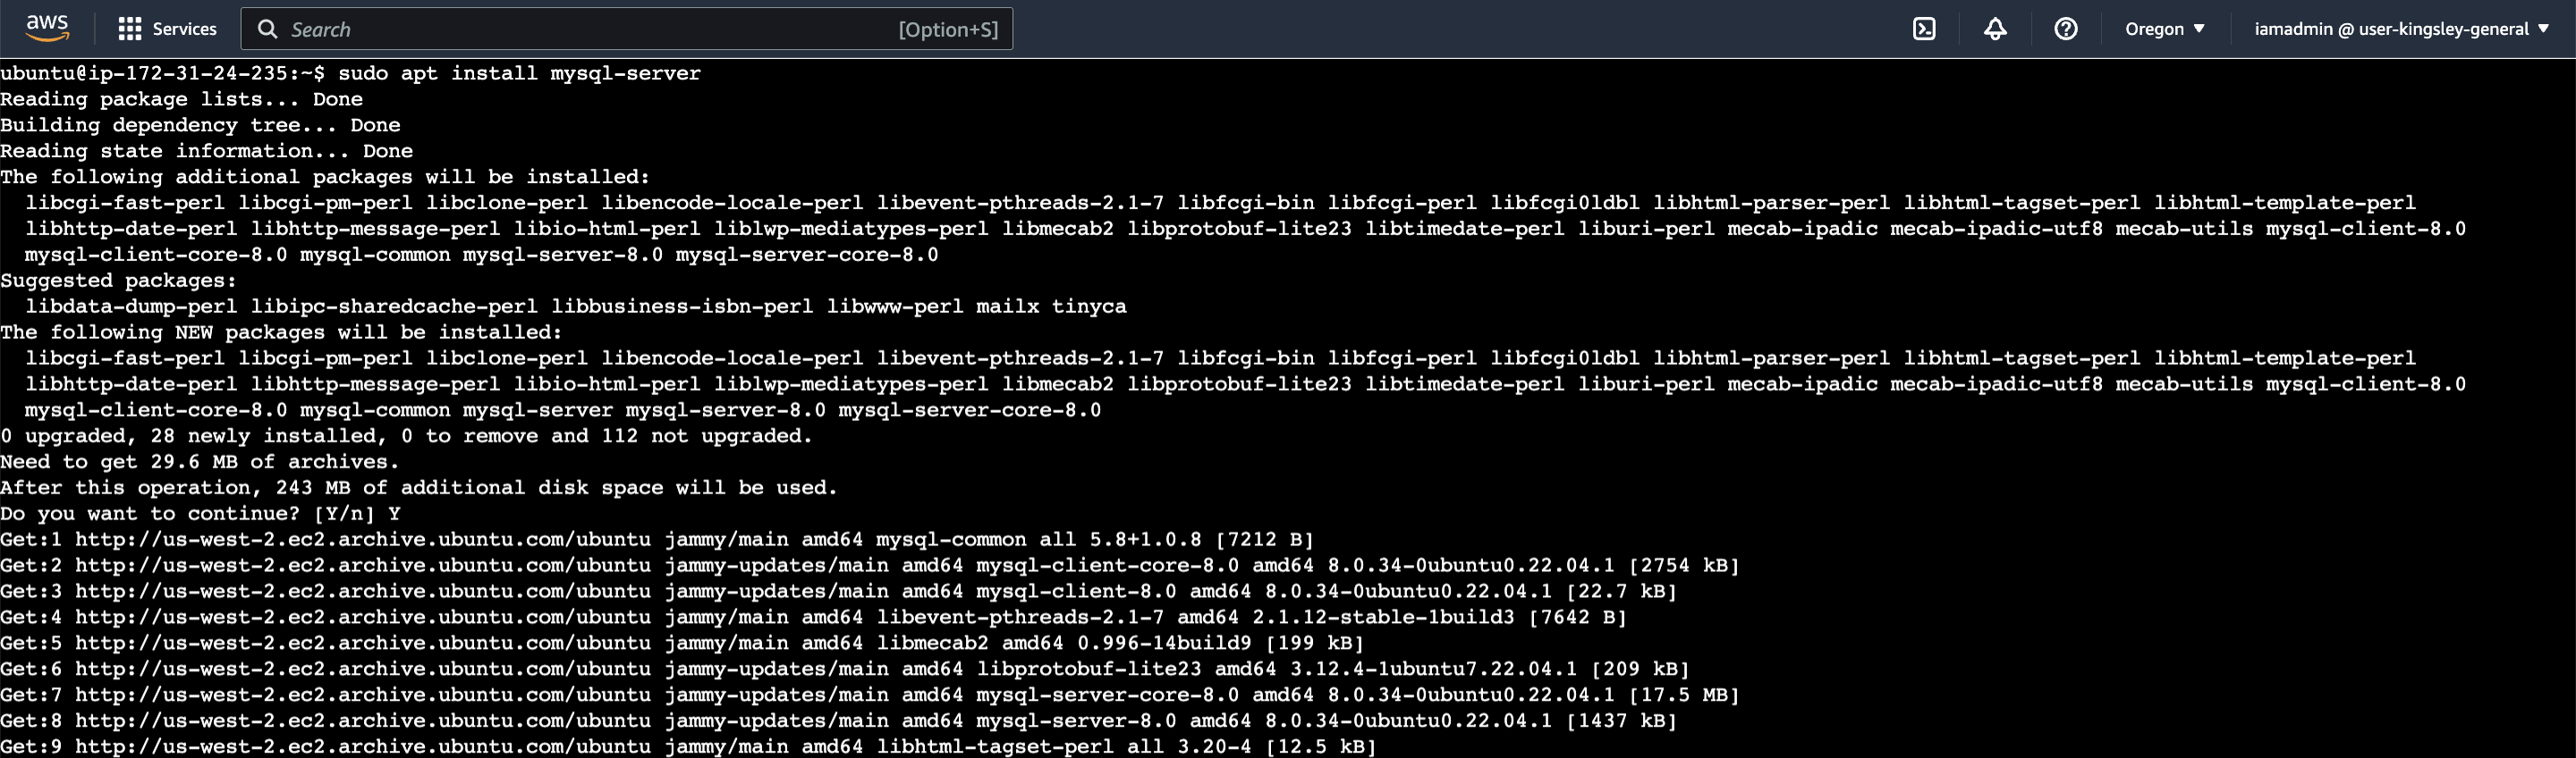 aws Services Search [Option+S] Oregon iamadmin @ user-kingsley-general
ubuntu@ip-172-31-24-235:~$ sudo apt install mysql-server
Reading package lists... Done
Building dependency tree... Done
Reading state information... Done
The following additional packages will be installed:
  libcgi-fast-perl libcgi-pm-perl libclone-perl libencode-locale-perl libevent-pthreads-2.1-7 libfcgi-bin libfcgi-perl libfcgi0ldbl libhtml-parser-perl libhtml-tagset-perl libhtml-template-perl
  libhttp-date-perl libhttp-message-perl libio-html-perl liblwp-mediatypes-perl libmecab2 libprotobuf-lite23 libtimedate-perl liburi-perl mecab-ipadic mecab-ipadic-utf8 mecab-utils mysql-client-8.0
  mysql-client-core-8.0 mysql-common mysql-server-8.0 mysql-server-core-8.0
Suggested packages:
  libdata-dump-perl libipc-sharedcache-perl libbusiness-isbn-perl libwww-perl mailx tinyca
The following NEW packages will be installed:
  libcgi-fast-perl libcgi-pm-perl libclone-perl libencode-locale-perl libevent-pthreads-2.1-7 libfcgi-bin libfcgi-perl libfcgi0ldbl libhtml-parser-perl libhtml-tagset-perl libhtml-template-perl
  libhttp-date-perl libhttp-message-perl libio-html-perl liblwp-mediatypes-perl libmecab2 libprotobuf-lite23 libtimedate-perl liburi-perl mecab-ipadic mecab-ipadic-utf8 mecab-utils mysql-client-8.0
  mysql-client-core-8.0 mysql-common mysql-server mysql-server-8.0 mysql-server-core-8.0
0 upgraded, 28 newly installed, 0 to remove and 112 not upgraded.
Need to get 29.6 MB of archives.
After this operation, 243 MB of additional disk space will be used.
Do you want to continue? [Y/n] Y
Get:1 http://us-west-2.ec2.archive.ubuntu.com/ubuntu jammy/main amd64 mysql-common all 5.8+1.0.8 [7212 B]
Get:2 http://us-west-2.ec2.archive.ubuntu.com/ubuntu jammy-updates/main amd64 mysql-client-core-8.0 amd64 8.0.34-0ubuntu0.22.04.1 [2754 kB]
Get:3 http://us-west-2.ec2.archive.ubuntu.com/ubuntu jammy-updates/main amd64 mysql-client-8.0 amd64 8.0.34-0ubuntu0.22.04.1 [22.7 kB]
Get:4 http://us-west-2.ec2.archive.ubuntu.com/ubuntu jammy/main amd64 libevent-pthreads-2.1-7 amd64 2.1.12-stable-1build3 [7642 B]
Get:5 http://us-west-2.ec2.archive.ubuntu.com/ubuntu jammy/main amd64 libmecab2 amd64 0.996-14build9 [199 kB]
Get:6 http://us-west-2.ec2.archive.ubuntu.com/ubuntu jammy-updates/main amd64 libprotobuf-lite23 amd64 3.12.4-1ubuntu7.22.04.1 [209 kB]
Get:7 http://us-west-2.ec2.archive.ubuntu.com/ubuntu jammy-updates/main amd64 mysql-server-core-8.0 amd64 8.0.34-0ubuntu0.22.04.1 [17.5 MB]
Get:8 http://us-west-2.ec2.archive.ubuntu.com/ubuntu jammy-updates/main amd64 mysql-server-8.0 amd64 8.0.34-0ubuntu0.22.04.1 [1437 kB]
Get:9 http://us-west-2.ec2.archive.ubuntu.com/ubuntu jammy/main amd64 libhtml-tagset-perl all 3.20-4 [12.5 kB]